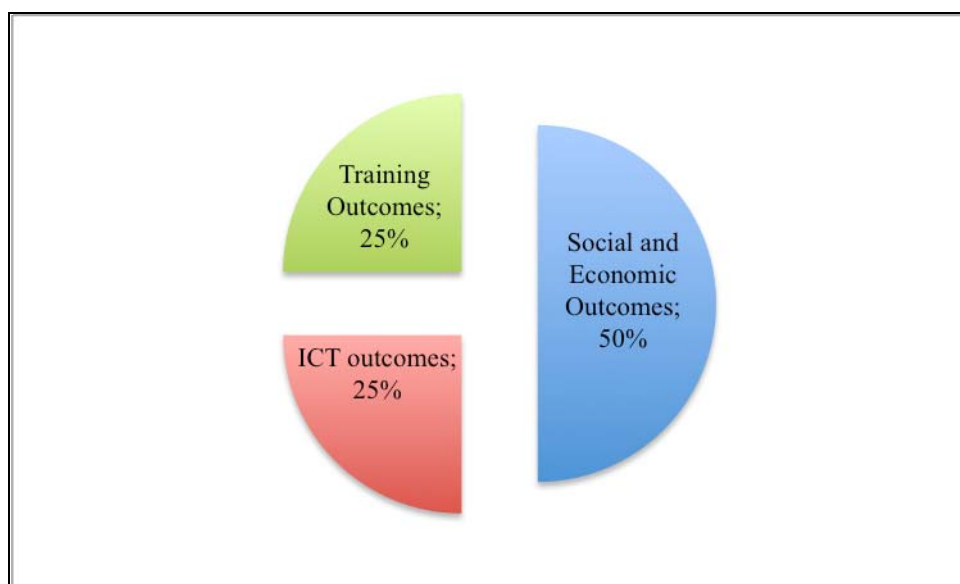 Training
Outcomes;
25%
Social and
Economic
Outcomes;
50%
ICT outcomes;
25%